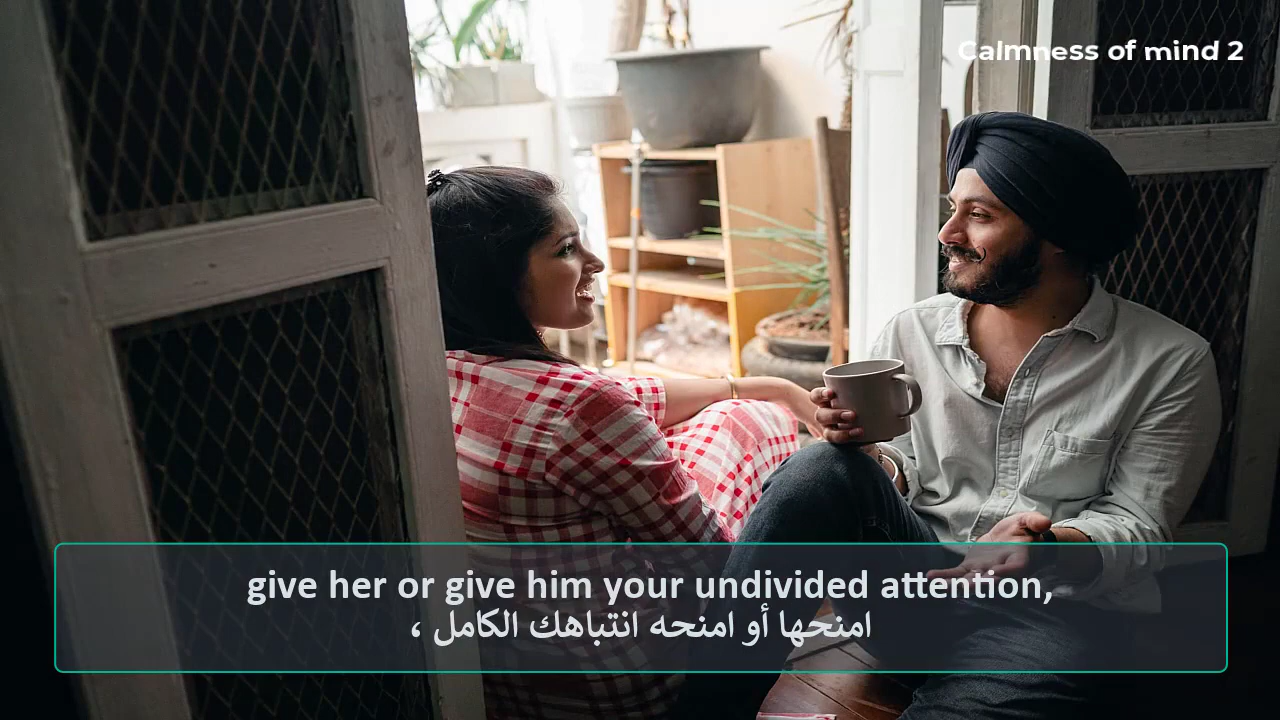 Calmness of mind 2
give her or give him your undivided attention,
امنحها أو امنحه انتباهك الكامل ،